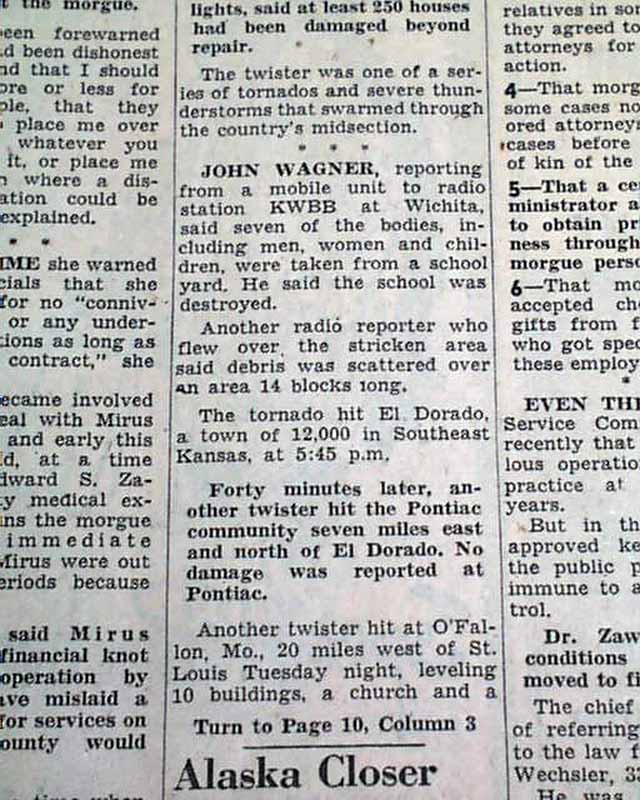 t the morgue.
een forewarned
d been dishonest
nd that I should
ore or less for
ple, that they
place me over
whatever you
it, or place me
where a dis-
ation could be
explained.
* *
IME she warned
cials that she
for no "conniv-
or any under-
ions as long as
contract," she
ecame involved
eal with Mirus
and early this
d, at a time
dward S. Za-
y medical ex-
ns the morgue
immediate
Mirus were out
eriods because
said Mirus
financial knot
operation by
ave mislaid a
for services on
ounty would
time when
lights, said at least 250 houses
had been damaged beyond
repair.
The twister was one of a ser-
ies of tornados and severe thun-
derstorms that swarmed through
the country's midsection.
* * *
JOHN WAGNER, reporting
from a mobile unit to radio
station KWBB at Wichita,
said seven of the bodies, in-
cluding men, women and chil-
dren, were taken from a school
yard. He said the school was
destroyed.
Another radio reporter who
flew over the stricken area
said debris was scattered over
an area 14 blocks long.
The tornado hit El Dorado,
a town of 12,000 in Southeast
Kansas, at 5:45 p.m.
Forty minutes later, an-
other twister hit the Pontiac
community seven miles east
and north of El Dorado. No
damage was reported at
Pontiac.
Another twister hit at O'Fal-
lon, Mo., 20 miles west of St.
Louis Tuesday night, leveling
10 buildings, a church and a
Turn to Page 10, Column 3
Alaska Closer
relatives in so
they agreed to
attorneys for
action.
4—That morg
some cases no
ored attorneys
cases before
of kin of the
5—That a ce
ministrator a
to obtain pr
ness through
morgue perso
6—That mo
accepted ch
gifts from f
who got spec
these employ
*
EVEN THE
Service Com
recently that
lous operatio
practice at
years.
But in th
approved ke
the public p
immune to a
trol.
Dr. Zaw
conditions
moved to fi
The chief
of referring
to the law f
Wechsler, 33
He was